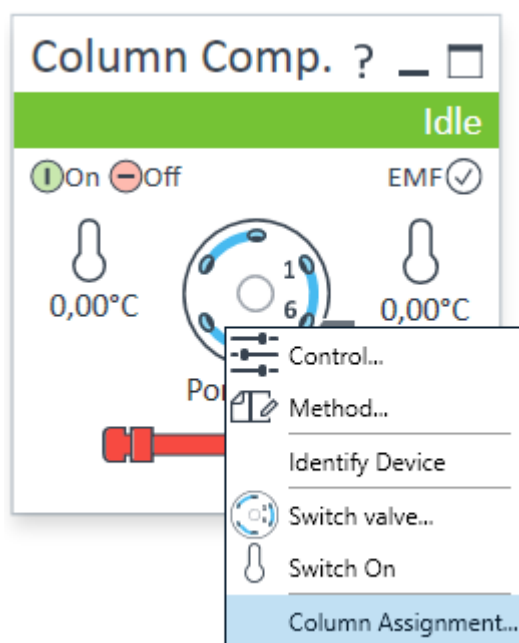 Column Comp. ?
Idle
On Off EMF
1
0,00°C 6 0,00°C
Control...
Method...
Identify Device
Switch valve...
Switch On
Column Assignment...